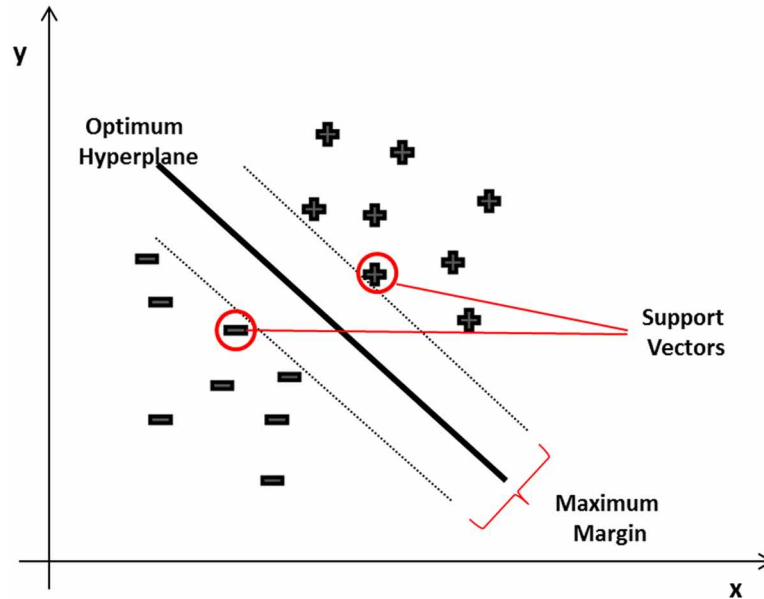 y
Optimum
Hyperplane
Support
Vectors
Maximum
Margin
x